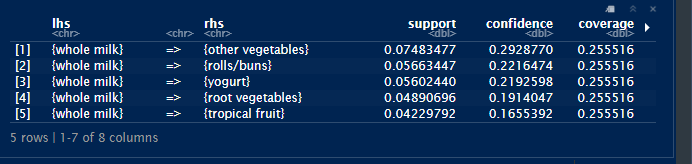 lhs rhs support confidence coverage
<chr> <chr> <chr> <dbl> <dbl> <dbl>
[1] {whole milk} => {other vegetables} 0.07483477 0.2928770 0.255516
[2] {whole milk} => {rolls/buns} 0.05663447 0.2216474 0.255516
[3] {whole milk} => {yogurt} 0.05602440 0.2192598 0.255516
[4] {whole milk} => {root vegetables} 0.04890696 0.1914047 0.255516
[5] {whole milk} => {tropical fruit} 0.04229792 0.1655392 0.255516
5 rows | 1-7 of 8 columns